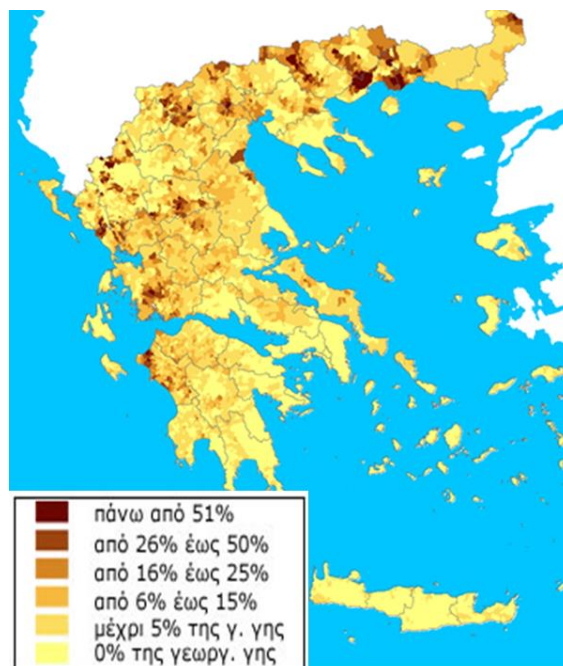 πάνω από 51%
από 26% έως 50%
από 16% έως 25%
από 6% έως 15%
μέχρι 5% της γ. γης
0% της γεωργ. γης